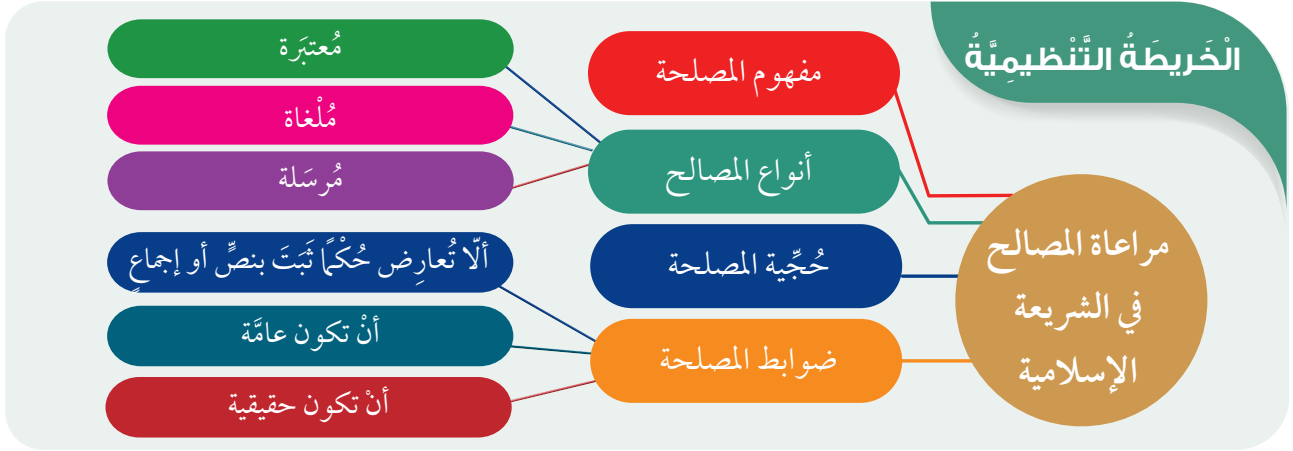 الْخَريطَةُ التَّنْظيمِيَّةُ
مراعاة المصالح
في الشريعة
الإسلامية
مفهوم المصلحة
أنواع المصالح
مُعتبَرة
مُلْغاة
مُرسَلة
حُجِّية المصلحة
ضوابط المصلحة
ألّا تُعارِض حُكْمًا ثَبَتَ بنصٍّ أو إجماعٍ
أنْ تكون عامَّة
أنْ تكون حقيقية